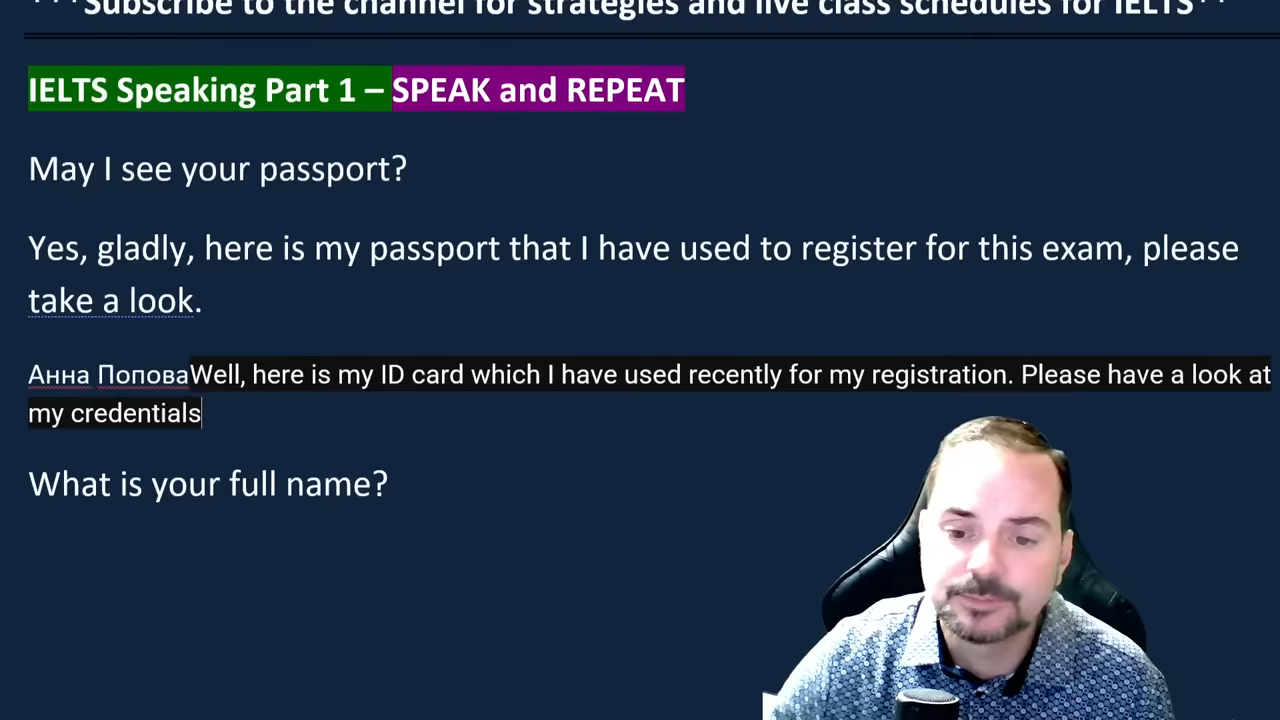 ***Subscribe to the channel for strategies and live class schedules for IELTS**
IELTS Speaking Part 1 – SPEAK and REPEAT
May I see your passport?
Yes, gladly, here is my passport that I have used to register for this exam, please
take a look.
Анна ПоповаWell, here is my ID card which I have used recently for my registration. Please have a look at
my credentials
What is your full name?